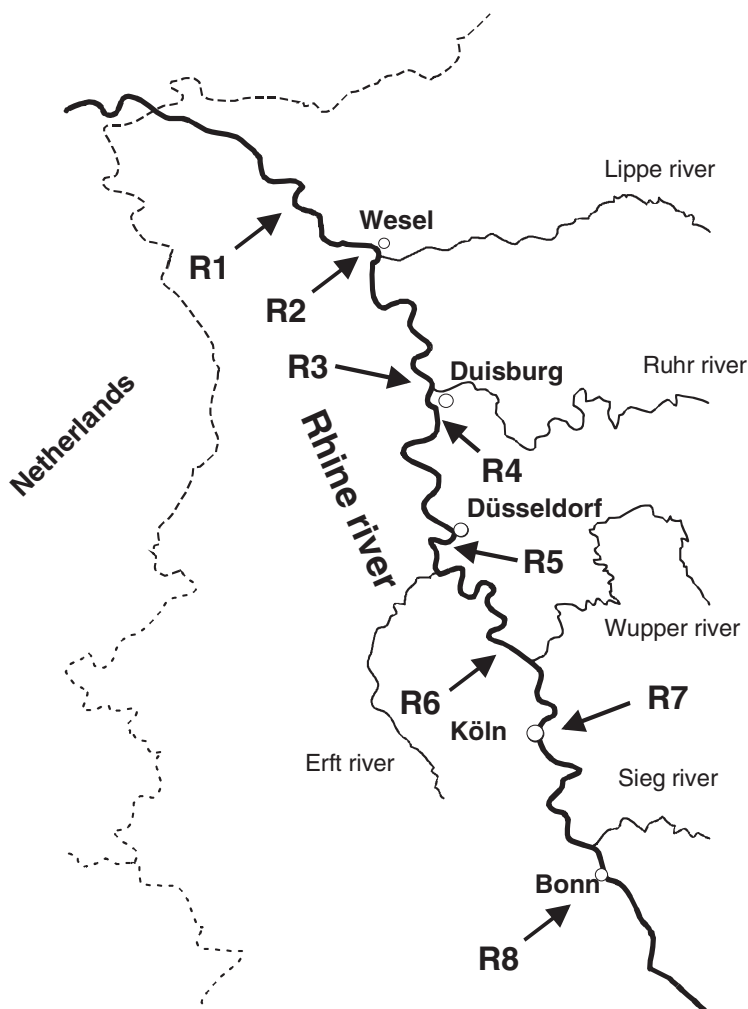 Lippe river
Wesel
R1
R2
R3
Duisburg
Ruhr river
Netherlands
Rhine river
R4
Düsseldorf
R5
Wupper river
R6
R7
Köln
Erft river
Sieg river
Bonn
R8